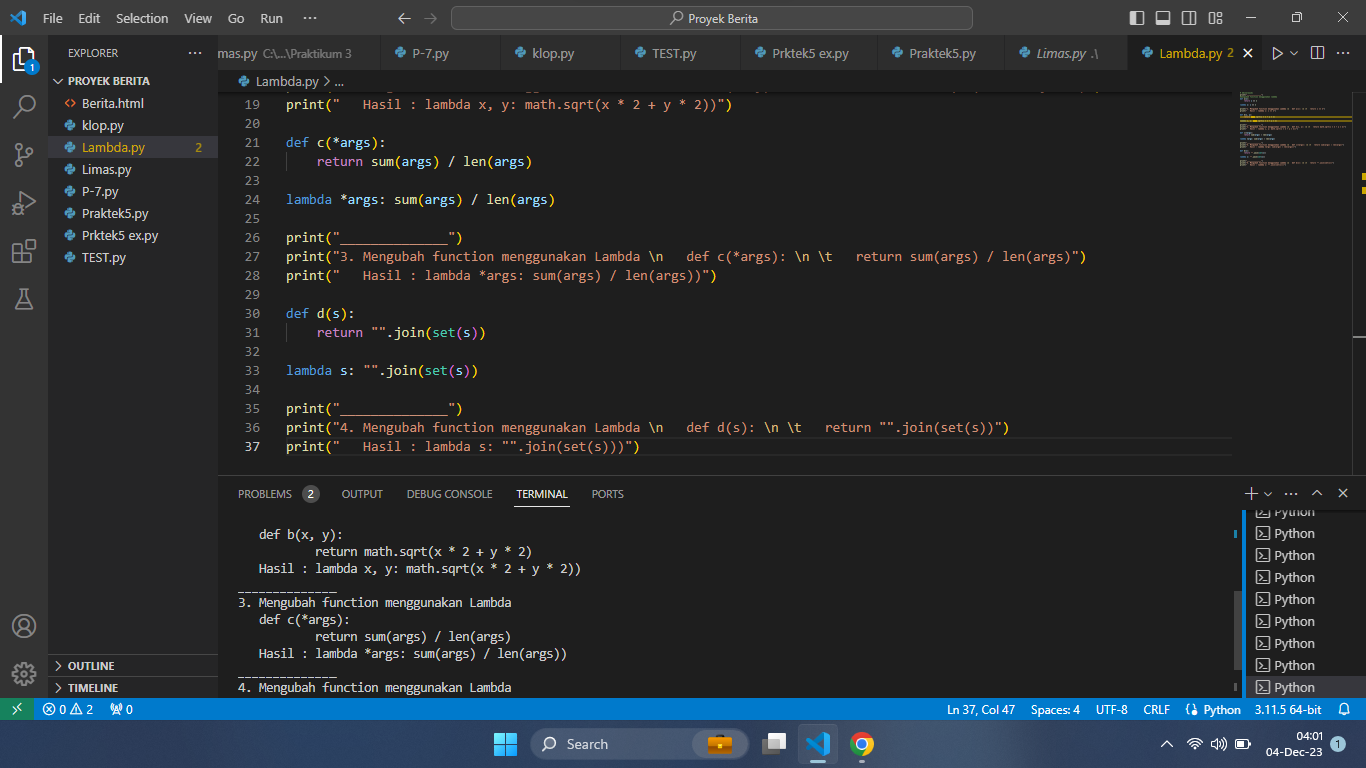 File Edit Selection View Go Run ··· Proyek Berita
EXPLORER
PROYEK BERITA
Berita.html
klop.py
Lambda.py 2
Limas.py
P-7.py
Praktek5.py
Prktek5 ex.py
TEST.py
OUTLINE
TIMELINE
mas.py C:\...\Praktikum 3 P-7.py klop.py TEST.py Prktek5 ex.py Praktek5.py Limas.py .\ Lambda.py 2
Lambda.py > ...
19 print("   Hasil : lambda x, y: math.sqrt(x * 2 + y * 2))")
20
21 def c(*args):
22     return sum(args) / len(args)
23
24 lambda *args: sum(args) / len(args)
25
26 print("______________")
27 print("3. Mengubah function menggunakan Lambda \n   def c(*args): \n \t   return sum(args) / len(args)")
28 print("   Hasil : lambda *args: sum(args) / len(args))")
29
30 def d(s):
31     return "".join(set(s))
32
33 lambda s: "".join(set(s))
34
35 print("______________")
36 print("4. Mengubah function menggunakan Lambda \n   def d(s): \n \t   return "".join(set(s))")
37 print("   Hasil : lambda s: "".join(set(s)))")
PROBLEMS 2 OUTPUT DEBUG CONSOLE TERMINAL PORTS
def b(x, y):
return math.sqrt(x * 2 + y * 2)
Hasil : lambda x, y: math.sqrt(x * 2 + y * 2))
______________
3. Mengubah function menggunakan Lambda
def c(*args):
return sum(args) / len(args)
Hasil : lambda *args: sum(args) / len(args))
______________
4. Mengubah function menggunakan Lambda
Python
Python
Python
Python
Python
Python
Python
Python
Python
0 2 0 Ln 37, Col 47 Spaces: 4 UTF-8 CRLF Python 3.11.5 64-bit
Search
04:01
04-Dec-23
1